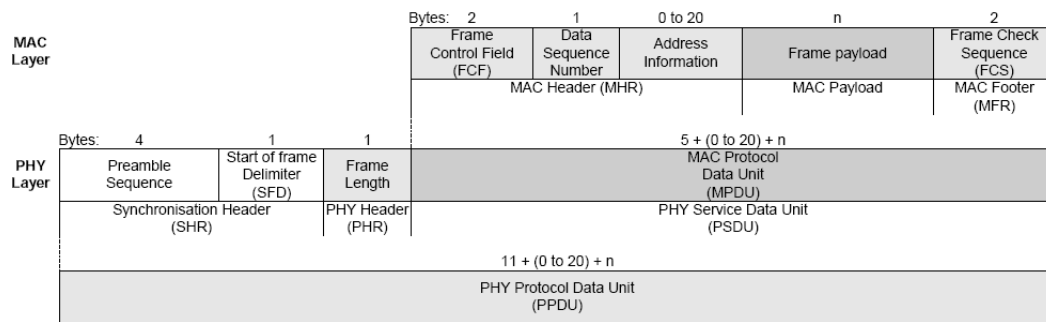 Bytes: 2 1 0 to 20 n 2
MAC Layer
Frame Control Field (FCF)
Data Sequence Number
Address Information
Frame payload
Frame Check Sequence (FCS)
MAC Header (MHR)
MAC Payload
MAC Footer (MFR)
Bytes: 4 1 1 5 + (0 to 20) + n
PHY Layer
Preamble Sequence
Start of frame Delimiter (SFD)
Frame Length
MAC Protocol Data Unit (MPDU)
Synchronisation Header (SHR)
PHY Header (PHR)
PHY Service Data Unit (PSDU)
11 + (0 to 20) + n
PHY Protocol Data Unit (PPDU)